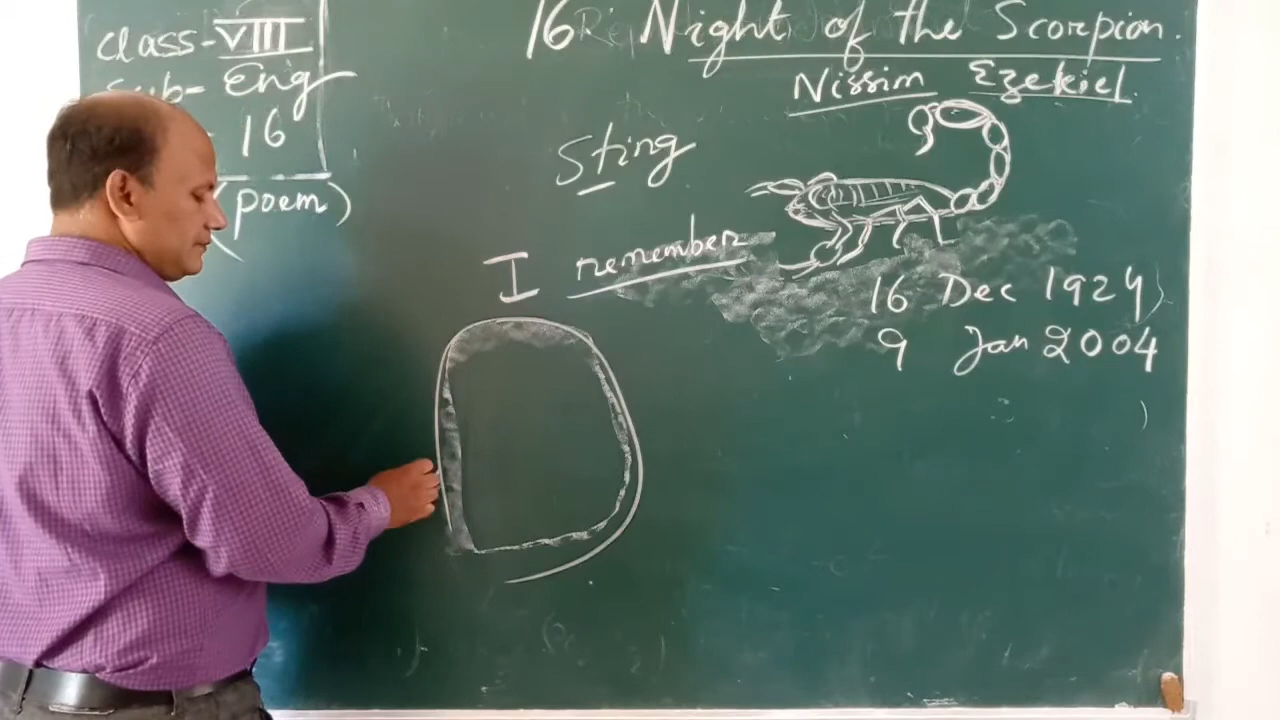 Class-VIII
Sub- Eng
16
(poem)
16 Night of the Scorpion.
Nissim Ezekiel.
Sting
I remember
16 Dec 1924)
9 Jan 2004